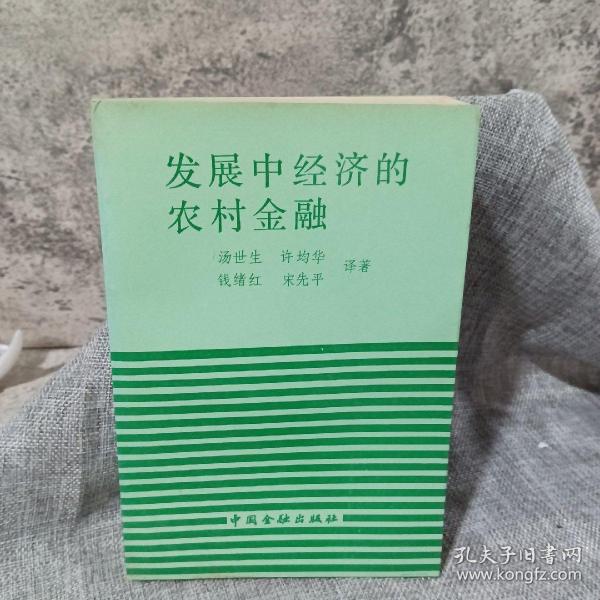 发展中经济的
农村金融
汤世生 许均华
钱绪红 宋先平 译著
中国金融出版社
孔夫子旧书网
www.kongfz.com